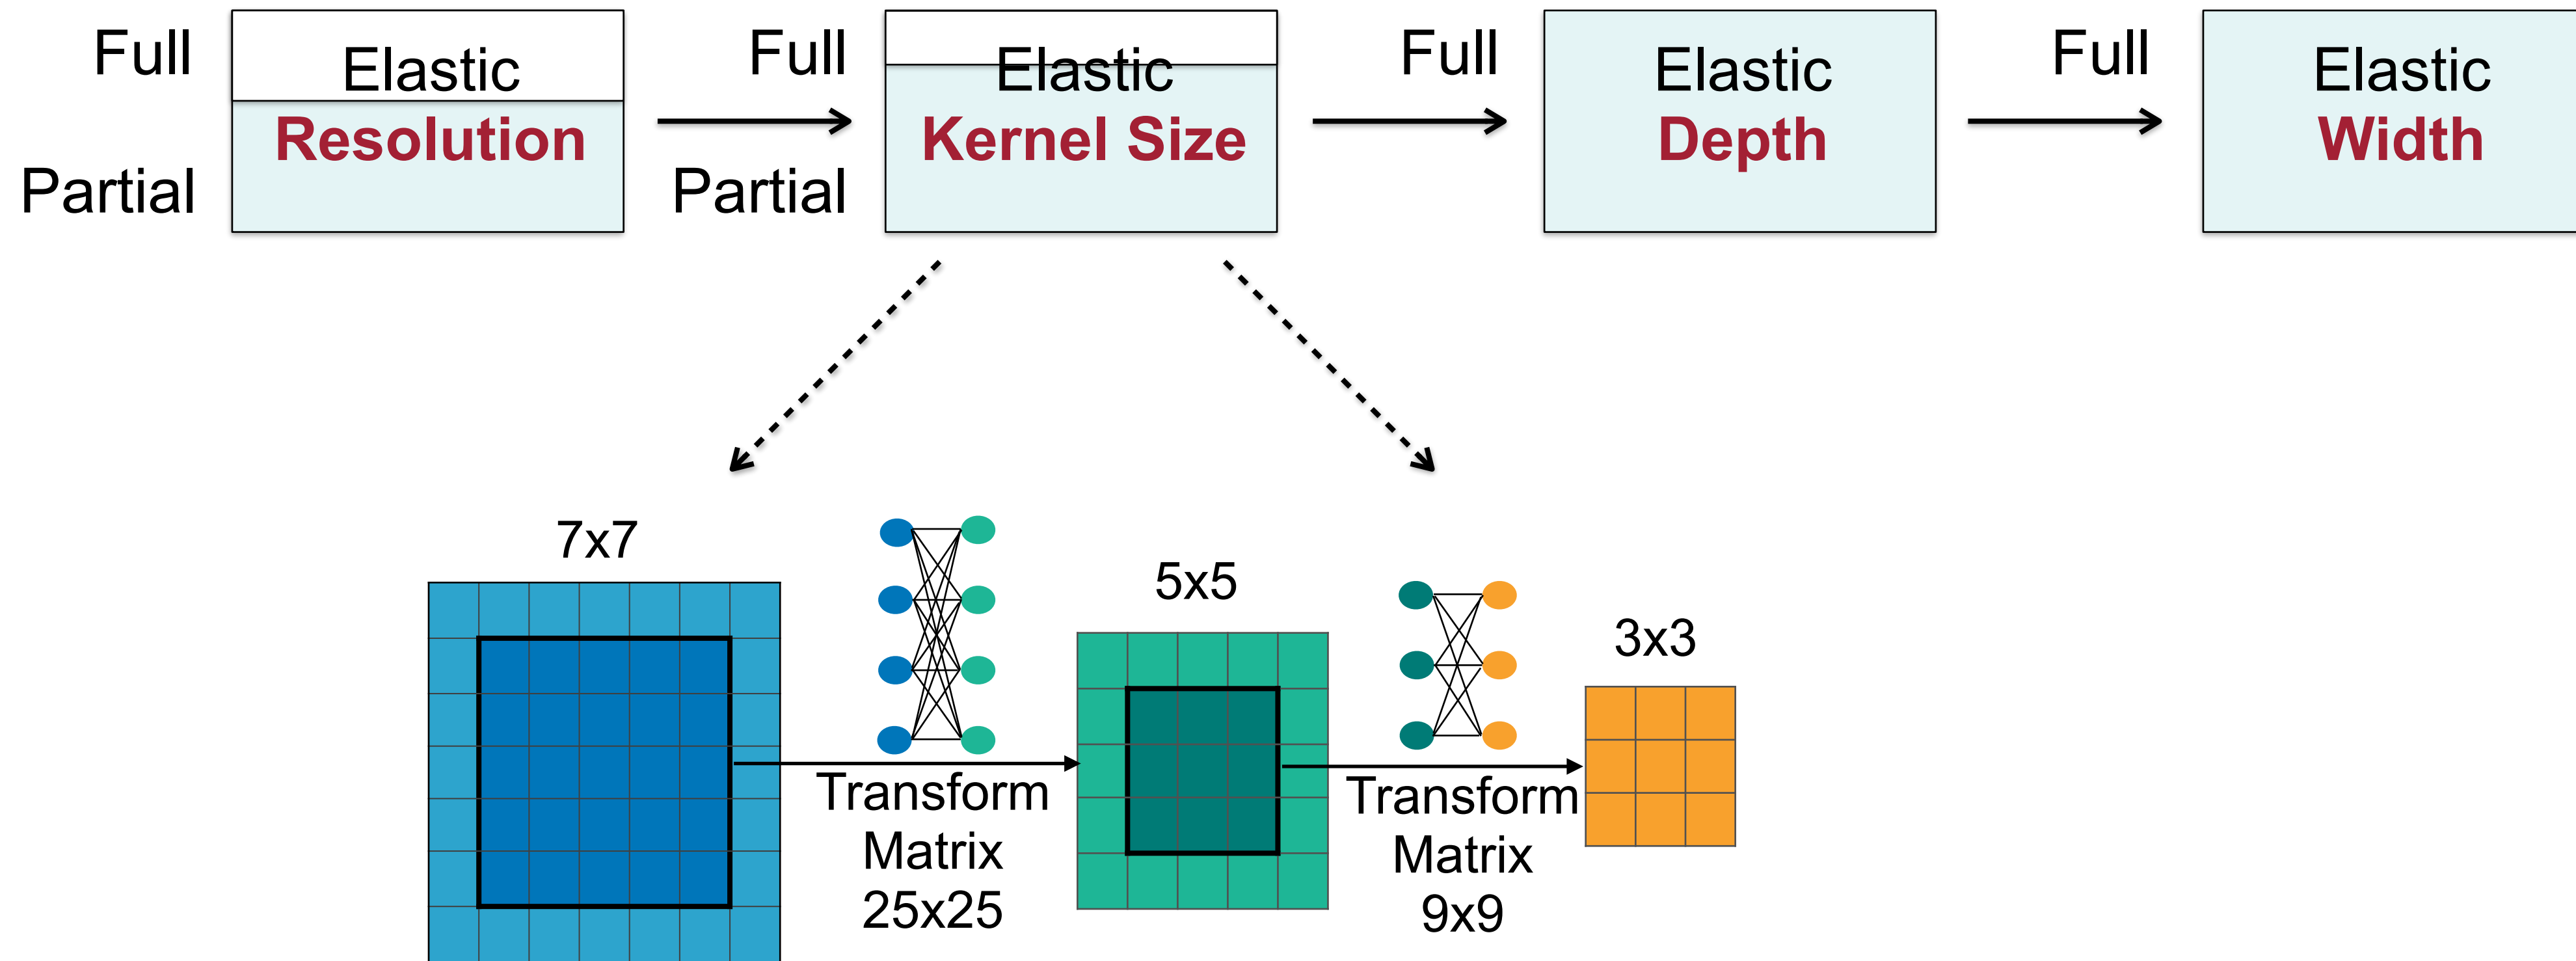 Full
Partial
Elastic
Resolution
Full
Partial
Elastic
Kernel Size
Full
Elastic
Depth
Full
Elastic
Width
7x7
Transform
Matrix
25x25
5x5
Transform
Matrix
9x9
3x3